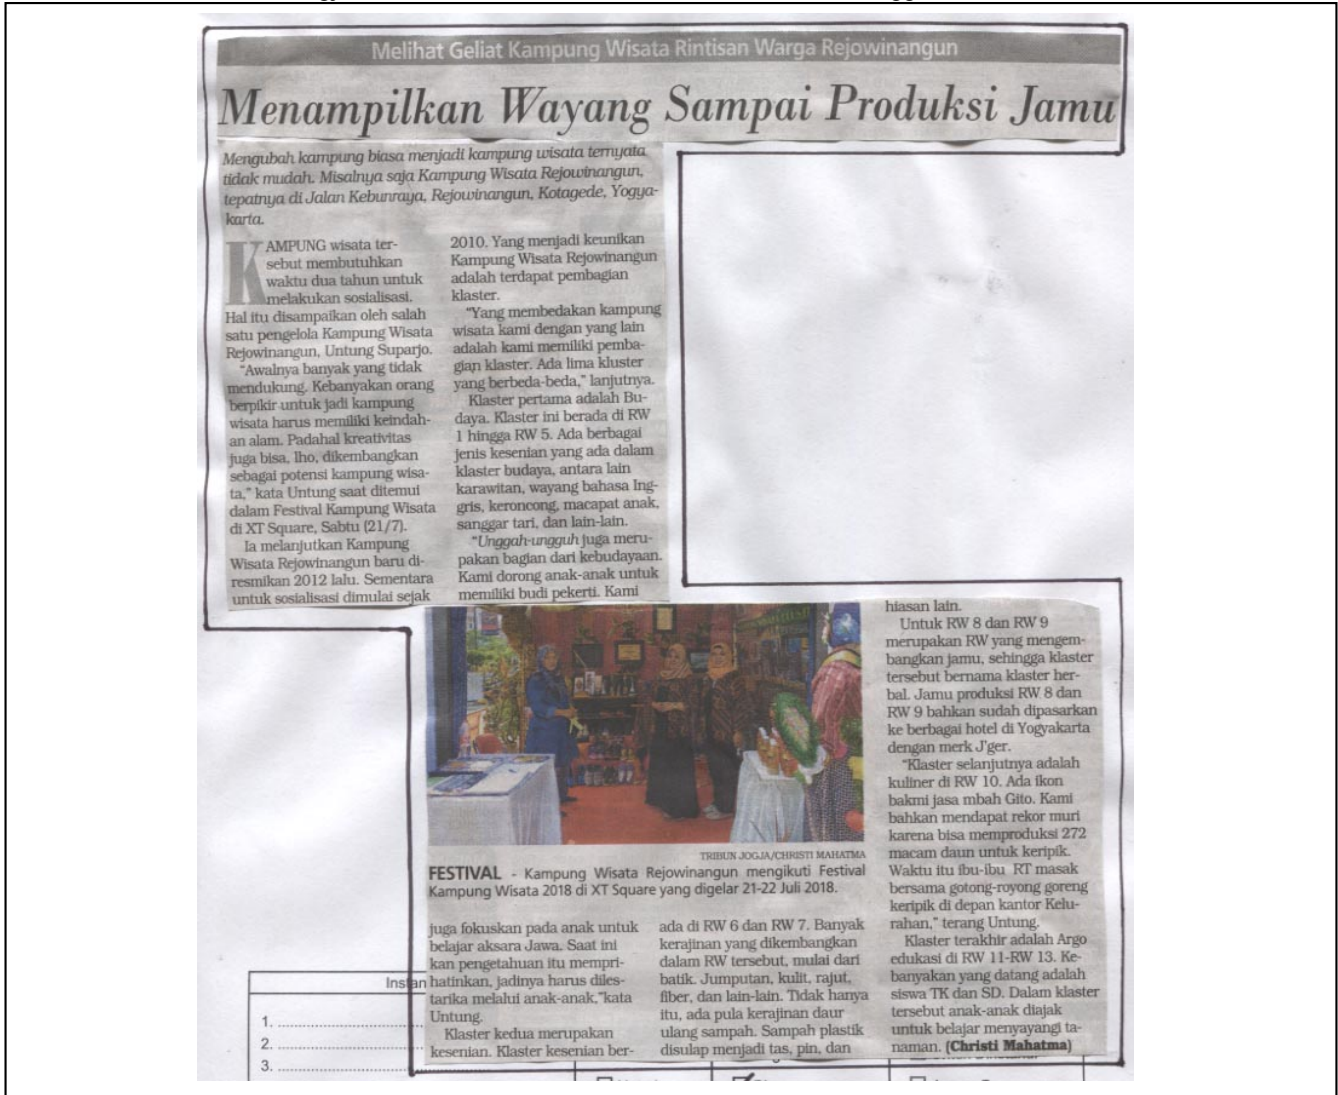 Melihat Geliat Kampung Wisata Rintisan Warga Rejowinangun
Menampilkan Wayang Sampai Produksi Jamu
Mengubah kampung biasa menjadi kampung wisata ternyata
tidak mudah. Misalnya saja Kampung Wisata Rejowinangun,
tepatnya di Jalan Kebunraya, Rejowinangun, Kotagede, Yogya-
karta.
KAMPUNG wisata ter-
sebut membutuhkan
waktu dua tahun untuk
melakukan sosialisasi.
Hal itu disampaikan oleh salah
satu pengelola Kampung Wisata
Rejowinangun, Untung Suparjo.
"Awalnya banyak yang tidak
mendukung. Kebanyakan orang
berpikir untuk jadi kampung
wisata harus memiliki keindah-
an alam. Padahal kreativitas
juga bisa, lho, dikembangkan
sebagai potensi kampung wisa-
ta," kata Untung saat ditemui
dalam Festival Kampung Wisata
di XT Square, Sabtu (21/7).
Ia melanjutkan Kampung
Wisata Rejowinangun baru di-
resmikan 2012 lalu. Sementara
untuk sosialisasi dimulai sejak
2010. Yang menjadi keunikan
Kampung Wisata Rejowinangun
adalah terdapat pembagian
klaster.
"Yang membedakan kampung
wisata kami dengan yang lain
adalah kami memiliki pemba-
gian klaster. Ada lima kluster
yang berbeda-beda," lanjutnya.
Klaster pertama adalah Bu-
daya. Klaster ini berada di RW
1 hingga RW 5. Ada berbagai
jenis kesenian yang ada dalam
klaster budaya, antara lain
karawitan, wayang bahasa Ing-
gris, keroncong, macapat anak,
sanggar tari, dan lain-lain.
"Unggah-ungguh juga meru-
pakan bagian dari kebudayaan.
Kami dorong anak-anak untuk
memiliki budi pekerti. Kami
TRIBUN JOGJA/CHRISTI MAHATMA
FESTIVAL - Kampung Wisata Rejowinangun mengikuti Festival
Kampung Wisata 2018 di XT Square yang digelar 21-22 Juli 2018.
juga fokuskan pada anak untuk
belajar aksara Jawa. Saat ini
kan pengetahuan itu mempri-
hatinkan, jadinya harus diles-
tarika melalui anak-anak,"kata
Untung.
Klaster kedua merupakan
kesenian. Klaster kesenian ber-
ada di RW 6 dan RW 7. Banyak
kerajinan yang dikembangkan
dalam RW tersebut, mulai dari
batik. Jumputan, kulit, rajut,
fiber, dan lain-lain. Tidak hanya
itu, ada pula kerajinan daur
ulang sampah. Sampah plastik
disulap menjadi tas, pin, dan
hiasan lain.
Untuk RW 8 dan RW 9
merupakan RW yang mengem-
bangkan jamu, sehingga klaster
tersebut bernama klaster her-
bal. Jamu produksi RW 8 dan
RW 9 bahkan sudah dipasarkan
ke berbagai hotel di Yogyakarta
dengan merk J'ger.
"Klaster selanjutnya adalah
kuliner di RW 10. Ada ikon
bakmi jasa mbah Gito. Kami
bahkan mendapat rekor muri
karena bisa memproduksi 272
macam daun untuk keripik.
Waktu itu ibu-ibu RT masak
bersama gotong-royong goreng
keripik di depan kantor Kelu-
rahan," terang Untung.
Klaster terakhir adalah Argo
edukasi di RW 11-RW 13. Ke-
banyakan yang datang adalah
siswa TK dan SD. Dalam klaster
tersebut anak-anak diajak
untuk belajar menyayangi ta-
naman. (Christi Mahatma)
Instan
1.
2.
3.